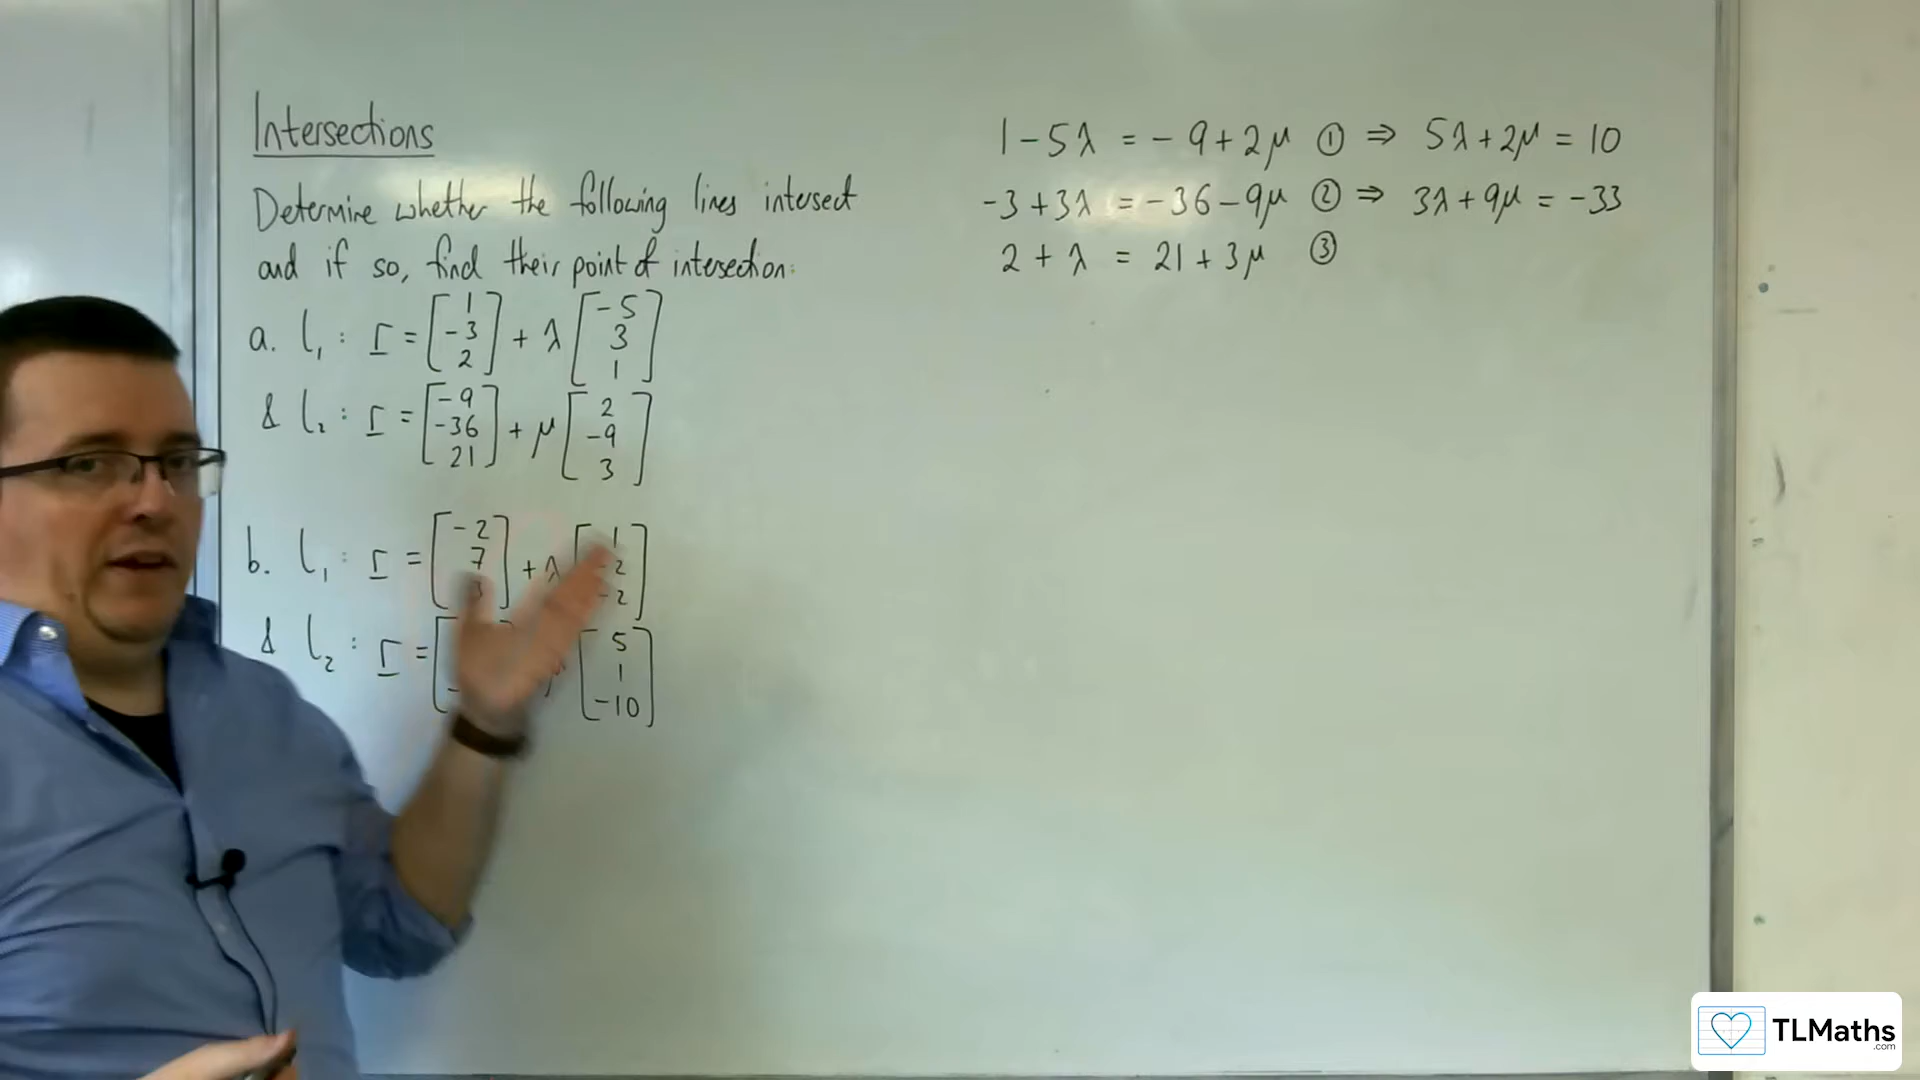 Intersections
Determine whether the following lines intersect
and if so, find their point of intersection:
a. l₁ : r = [1 -3 2] + λ [-5 3 1]
& l₂ : r = [-9 -36 21] + μ [2 -9 3]
b. l₁ : r = [-2 7] + λ [1 2 -2]
& l₂ : r = [5 1 -10]
1 - 5λ = - 9 + 2μ ① ⇒ 5λ + 2μ = 10
-3 + 3λ = -36 - 9μ ② ⇒ 3λ + 9μ = -33
2 + λ = 21 + 3μ ③
TLMaths
.com